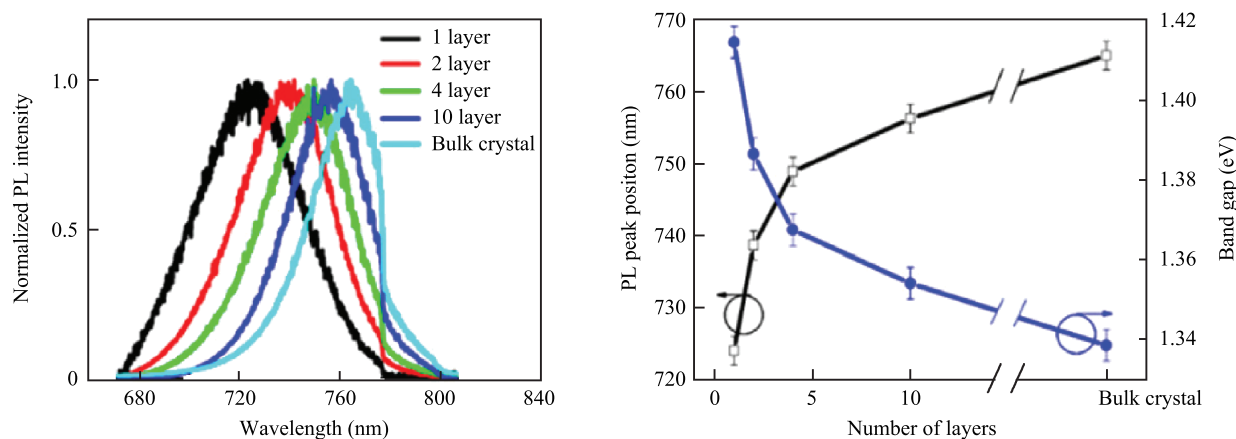 1 layer
2 layer
4 layer
10 layer
Bulk crystal
1.0
0.5
0
680
720
760
800
840
Normalized PL intensity
Wavelength (nm)
770
760
750
740
730
720
PL peak positon (nm)
1.42
1.40
1.38
1.36
1.34
Band gap (eV)
0
5
10
Bulk crystal
Number of layers